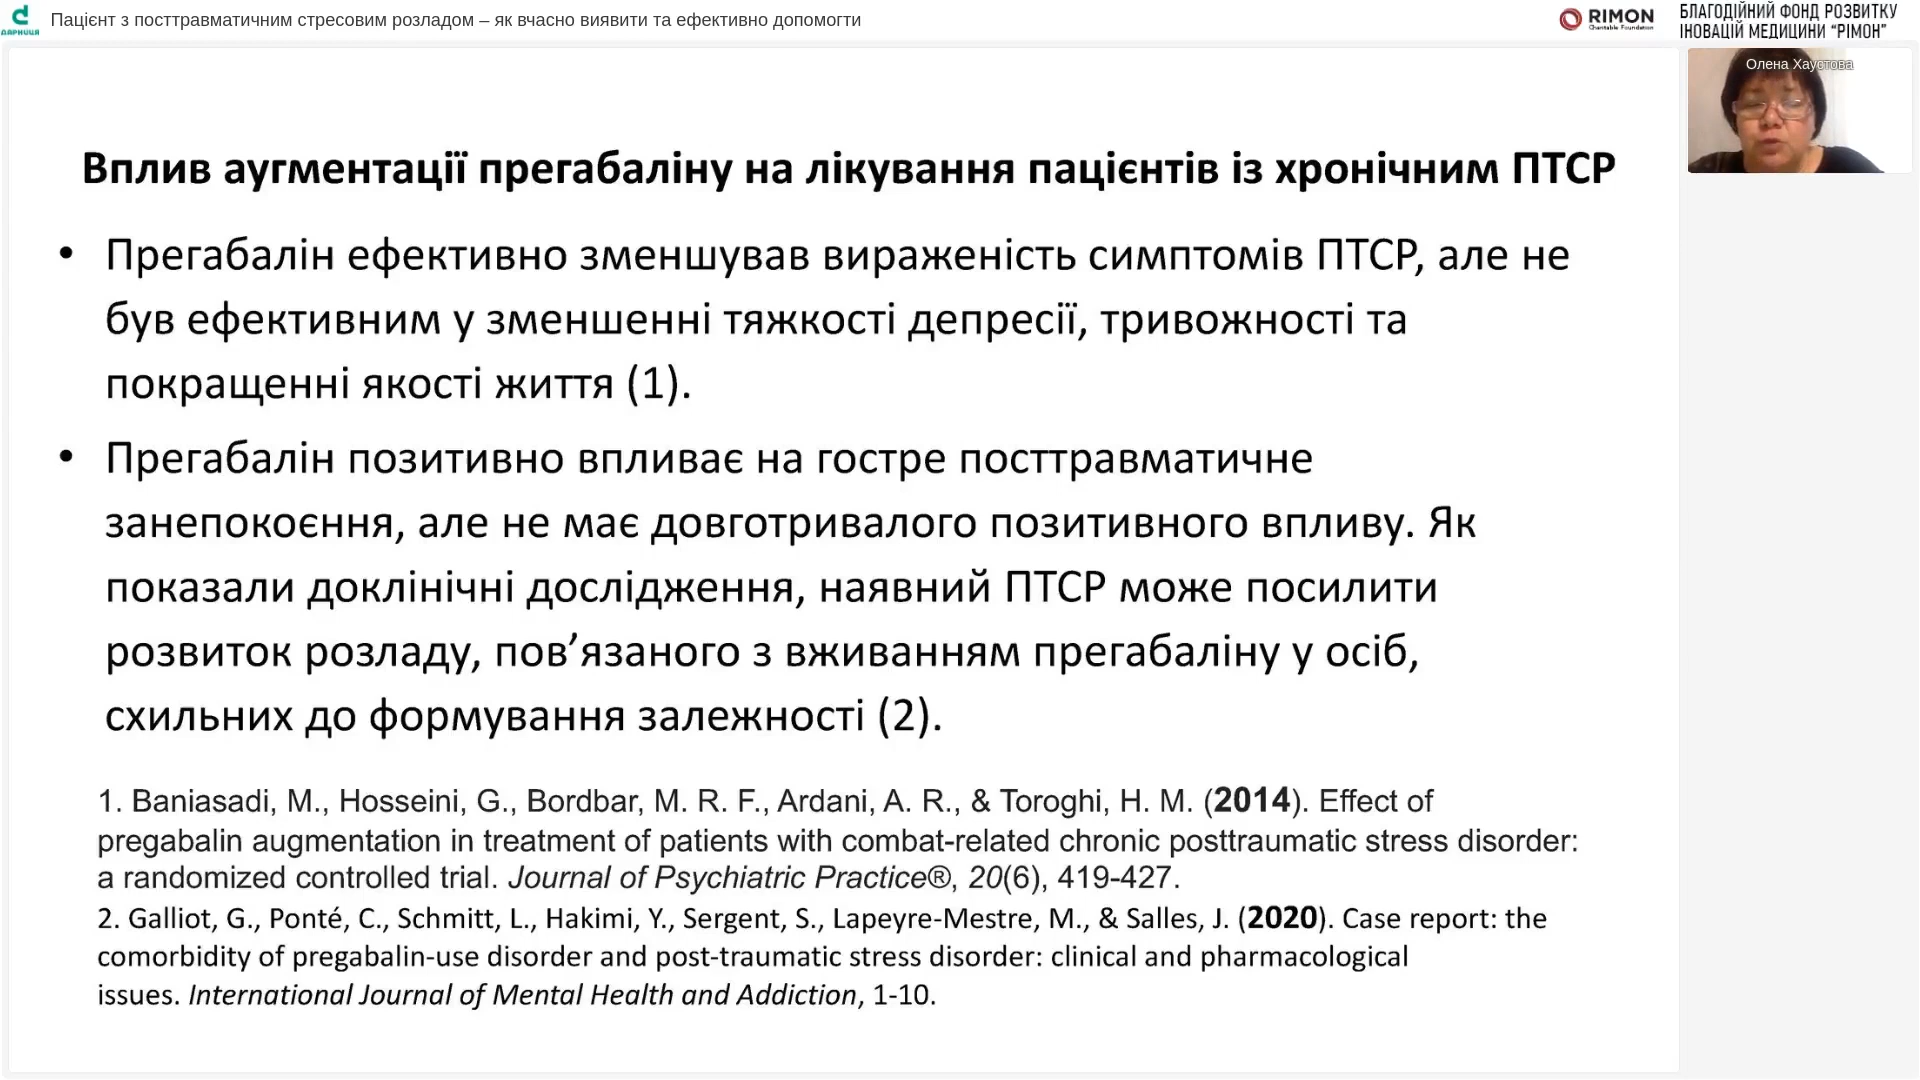 дарниця
Пацієнт з посттравматичним стресовим розладом – як вчасно виявити та ефективно допомогти
RIMON
Charitable Foundation
БЛАГОДІЙНИЙ ФОНД РОЗВИТКУ
ІНОВАЦІЙ МЕДИЦИНИ “РІМОН”
Олена Хаустова
Вплив аугментації прегабаліну на лікування пацієнтів із хронічним ПТСР
• Прегабалін ефективно зменшував вираженість симптомів ПТСР, але не
був ефективним у зменшенні тяжкості депресії, тривожності та
покращенні якості життя (1).
• Прегабалін позитивно впливає на гостре посттравматичне
занепокоєння, але не має довготривалого позитивного впливу. Як
показали доклінічні дослідження, наявний ПТСР може посилити
розвиток розладу, пов’язаного з вживанням прегабаліну у осіб,
схильних до формування залежності (2).
1. Baniasadi, M., Hosseini, G., Bordbar, M. R. F., Ardani, A. R., & Toroghi, H. M. (2014). Effect of
pregabalin augmentation in treatment of patients with combat-related chronic posttraumatic stress disorder:
a randomized controlled trial. Journal of Psychiatric Practice®, 20(6), 419-427.
2. Galliot, G., Ponté, C., Schmitt, L., Hakimi, Y., Sergent, S., Lapeyre-Mestre, M., & Salles, J. (2020). Case report: the
comorbidity of pregabalin-use disorder and post-traumatic stress disorder: clinical and pharmacological
issues. International Journal of Mental Health and Addiction, 1-10.